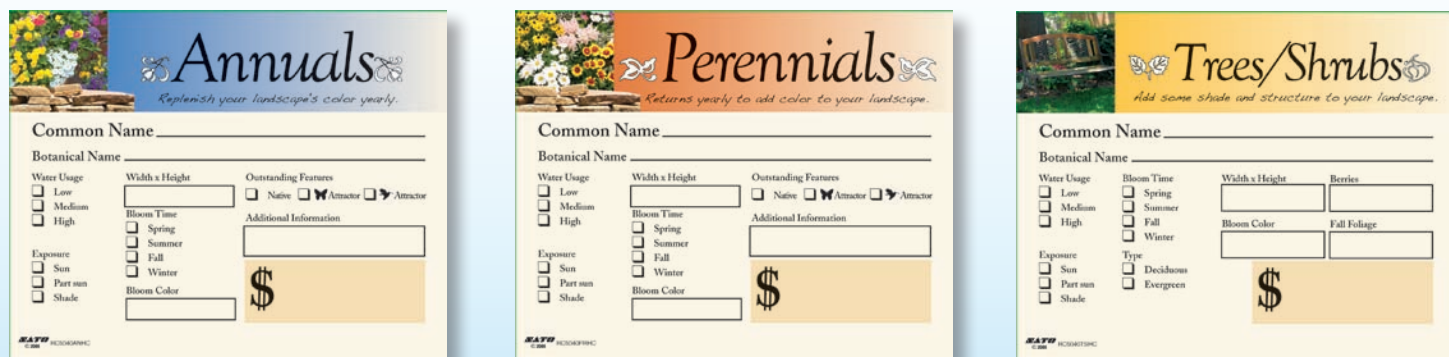 Annuals
Replenish your landscape's color yearly.
Common Name
Botanical Name
Water Usage
Low
Medium
High
Exposure
Sun
Part sun
Shade
Width x Height
Bloom Time
Spring
Summer
Fall
Winter
Bloom Color
Outstanding Features
Native Attractor Attractor
Additional Information
$
SATO
© 2008
RCS040ANHC
Perennials
Returns yearly to add color to your landscape.
Common Name
Botanical Name
Water Usage
Low
Medium
High
Exposure
Sun
Part sun
Shade
Width x Height
Bloom Time
Spring
Summer
Fall
Winter
Bloom Color
Outstanding Features
Native Attractor Attractor
Additional Information
$
SATO
© 2008
RCS040PRHC
Trees/Shrubs
Add some shade and structure to your landscape.
Common Name
Botanical Name
Water Usage
Low
Medium
High
Exposure
Sun
Part sun
Shade
Bloom Time
Spring
Summer
Fall
Winter
Type
Deciduous
Evergreen
Width x Height
Berries
Bloom Color
Fall Foliage
$
SATO
© 2008
RCS040TSHC